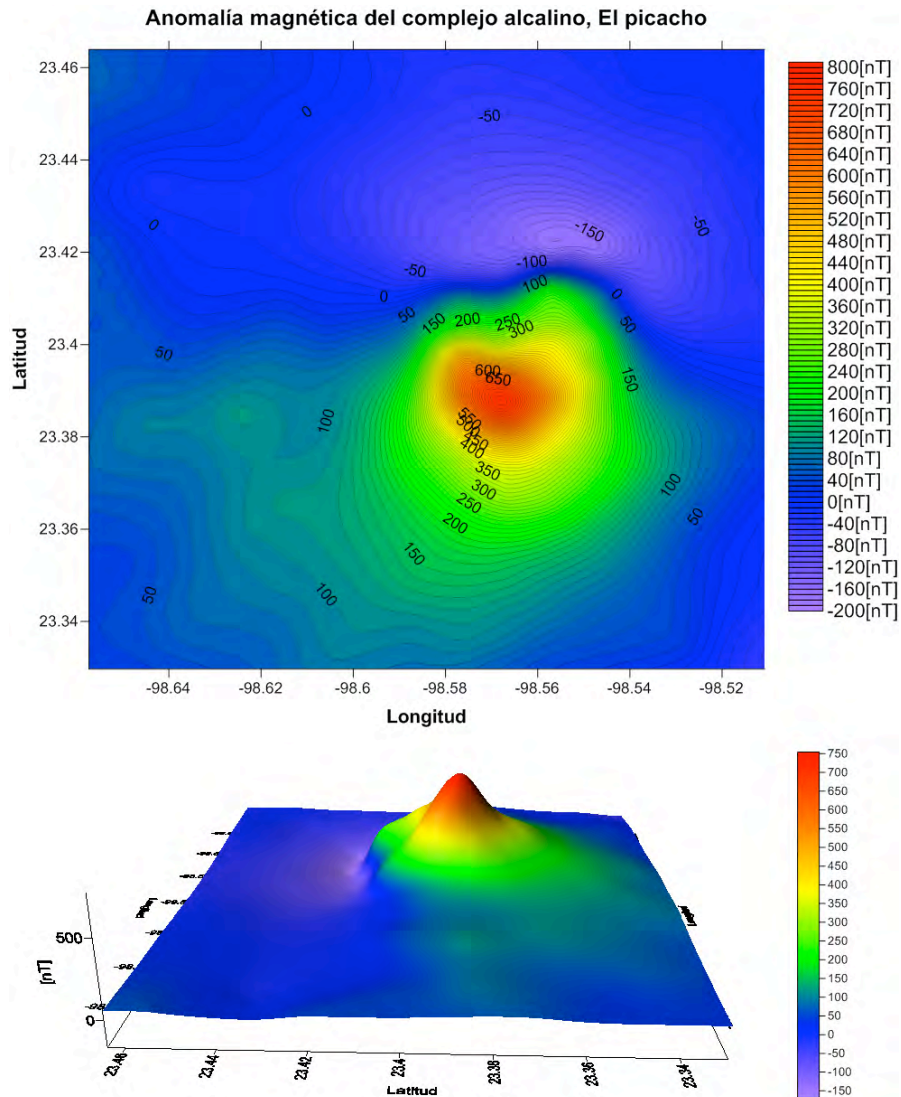 Anomalía magnética del complejo alcalino, El picacho
23.46
23.44
23.42
23.4
23.38
23.36
23.34
Latitud
-98.64
-98.62
-98.6
-98.58
-98.56
-98.54
-98.52
Longitud
0
-50
0
-150
-50
-50
-100
100
0
0
50
150
200
250
300
50
50
600
650
150
100
550
500
450
400
350
300
250
200
100
50
150
50
100
800[nT]
760[nT]
720[nT]
680[nT]
640[nT]
600[nT]
560[nT]
520[nT]
480[nT]
440[nT]
400[nT]
360[nT]
320[nT]
280[nT]
240[nT]
200[nT]
160[nT]
120[nT]
80[nT]
40[nT]
0[nT]
-40[nT]
-80[nT]
-120[nT]
-160[nT]
-200[nT]
500
0
[nT]
23.46
23.44
23.42
23.4
23.38
23.36
23.34
Latitud
750
700
650
600
550
500
450
400
350
300
250
200
150
100
50
0
-50
-100
-150